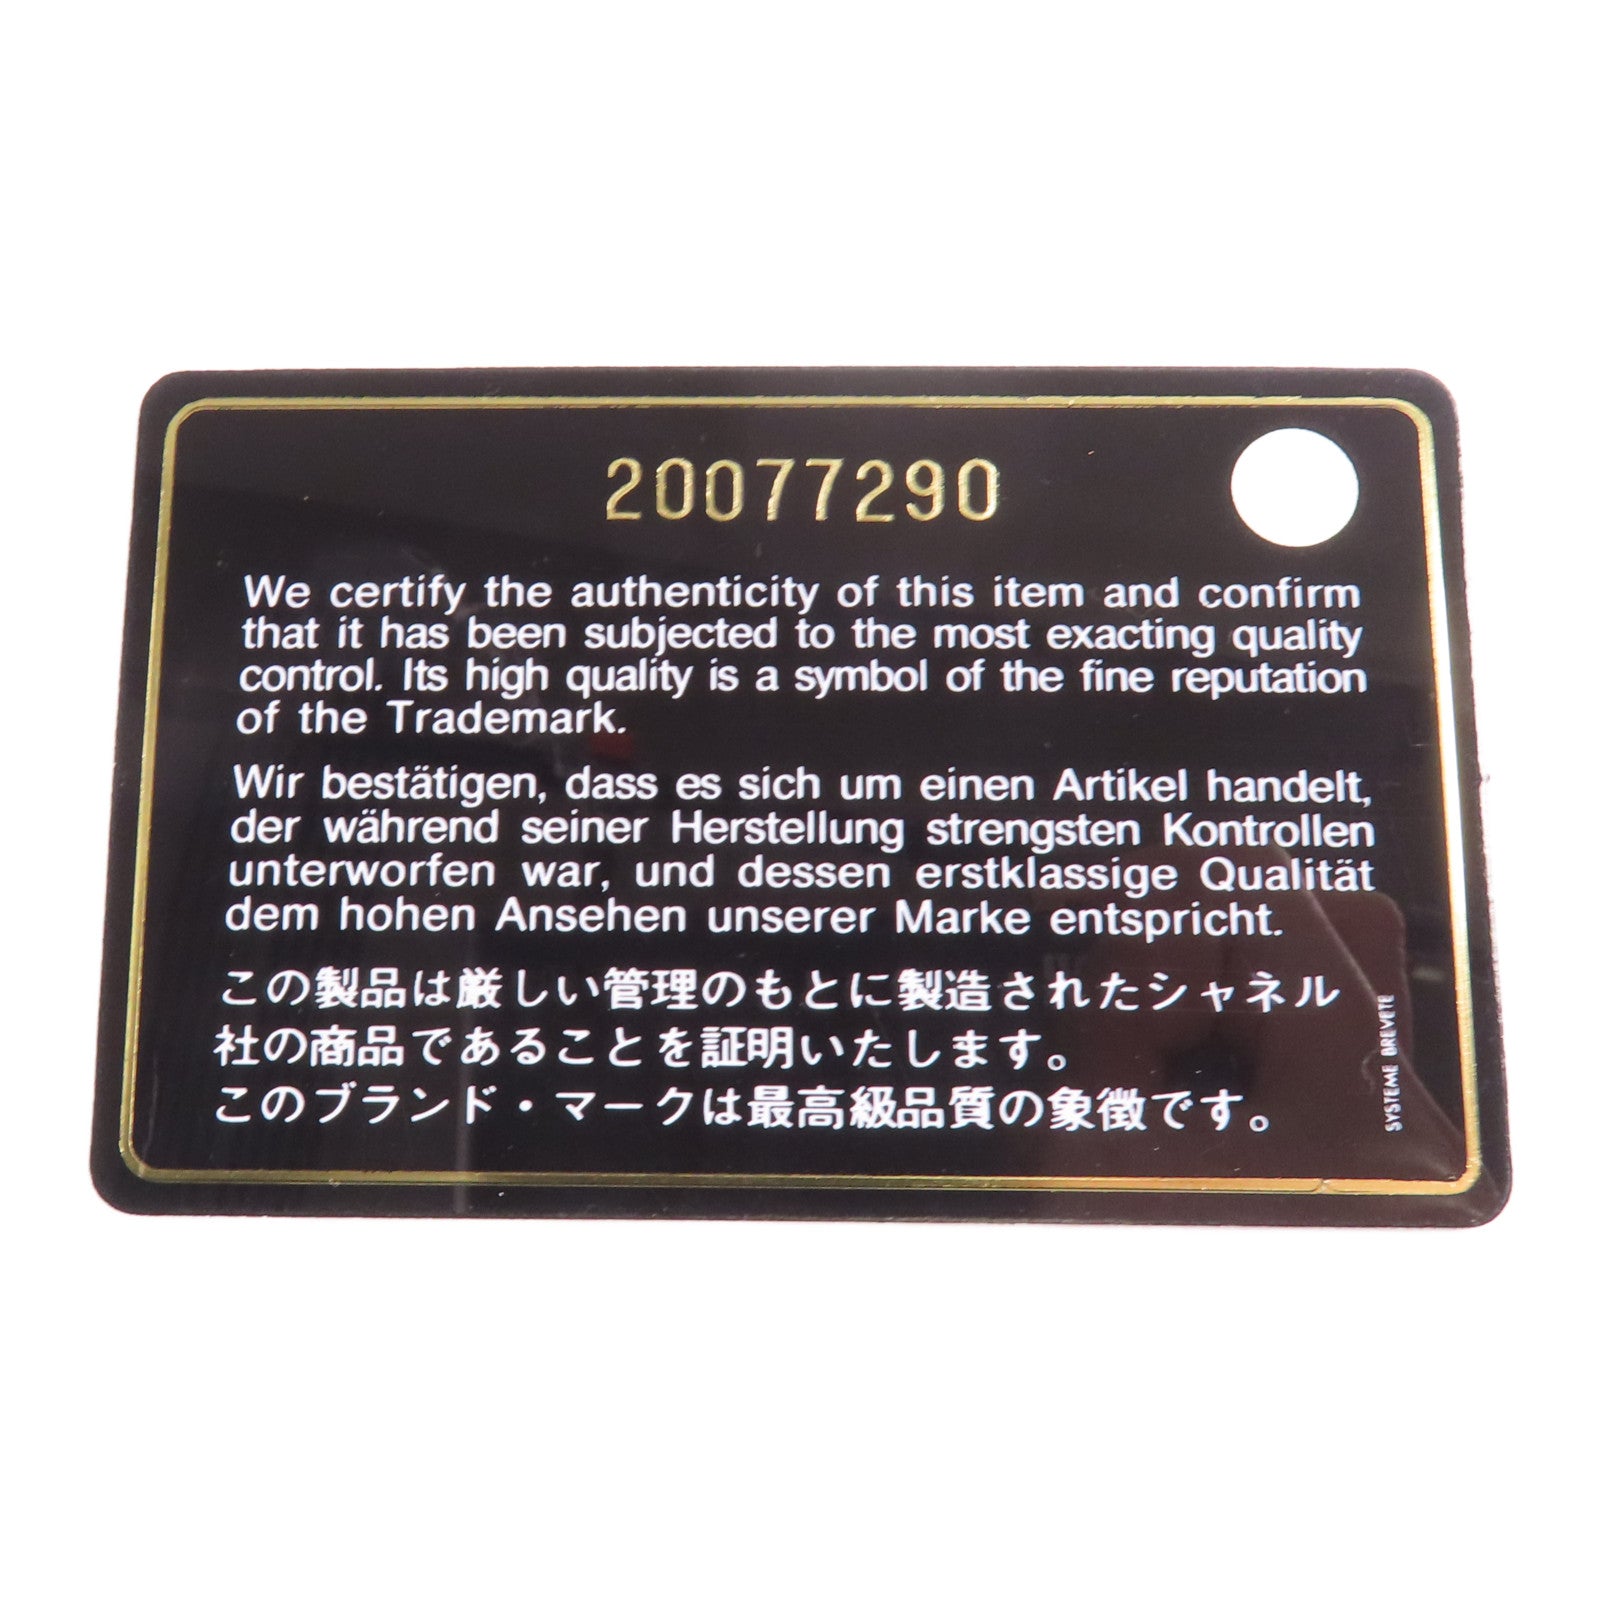 20077290
We certify the authenticity of this item and confirm
that it has been subjected to the most exacting quality
control. Its high quality is a symbol of the fine reputation
of the Trademark.
Wir bestätigen, dass es sich um einen Artikel handelt,
der während seiner Herstellung strengsten Kontrollen
unterworfen war, und dessen erstklassige Qualität
dem hohen Ansehen unserer Marke entspricht.
この製品は厳しい管理のもとに製造されたシャネル
社の商品であることを証明いたします。
このブランド・マークは最高級品質の象徴です。
SYSTEME BREVETE